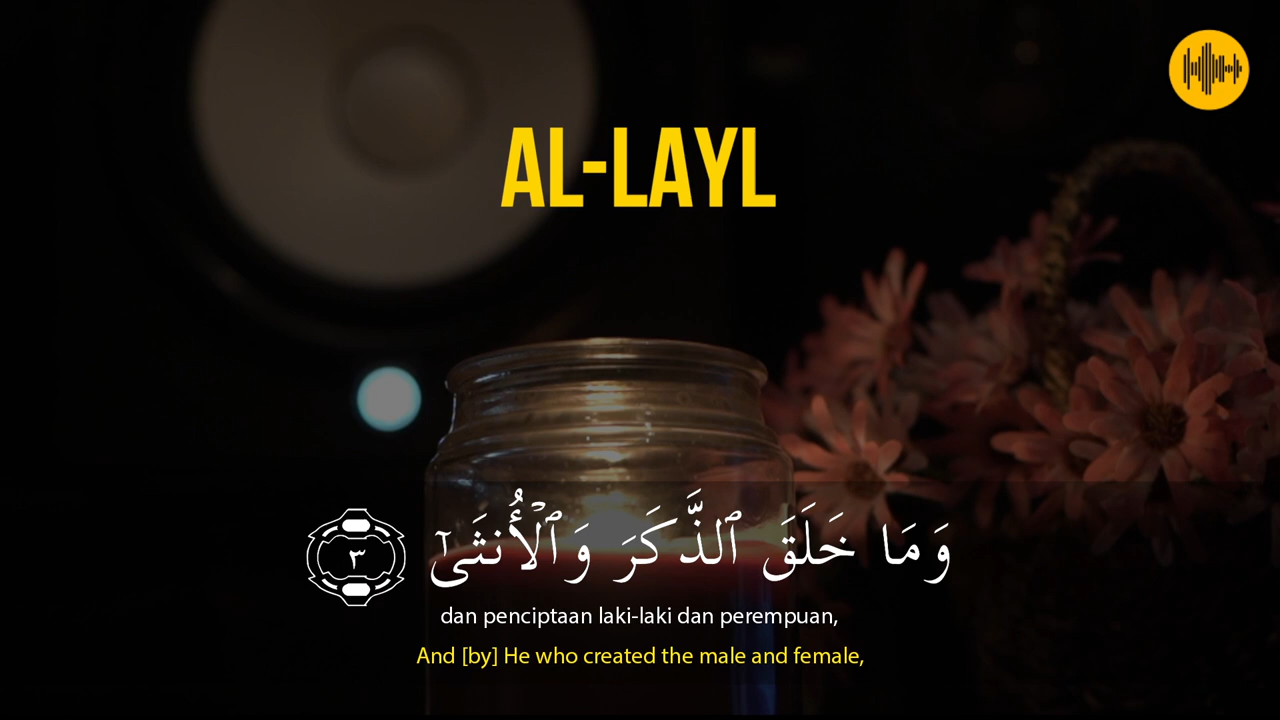 AL-LAYL
وَمَا خَلَقَ ٱلذَّكَرَ وَٱلْأُنثَىٰٓ ٣
dan penciptaan laki-laki dan perempuan,
And [by] He who created the male and female,